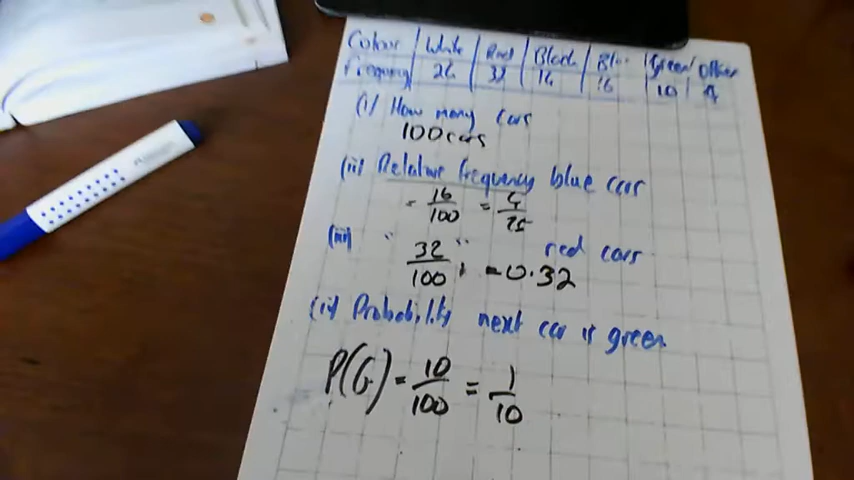 Colour | White | Red | Black | Blue | Green | Other
Frequency | 24 | 32 | 14 | 16 | 10 | 4
(i) How many cars
100 cars
(ii) Relative frequency blue car
= 16/100 = 4/25
(iii) " " red cars
32/100, = 0.32
(iv) Probability next car is green
P(G) = 10/100 = 1/10